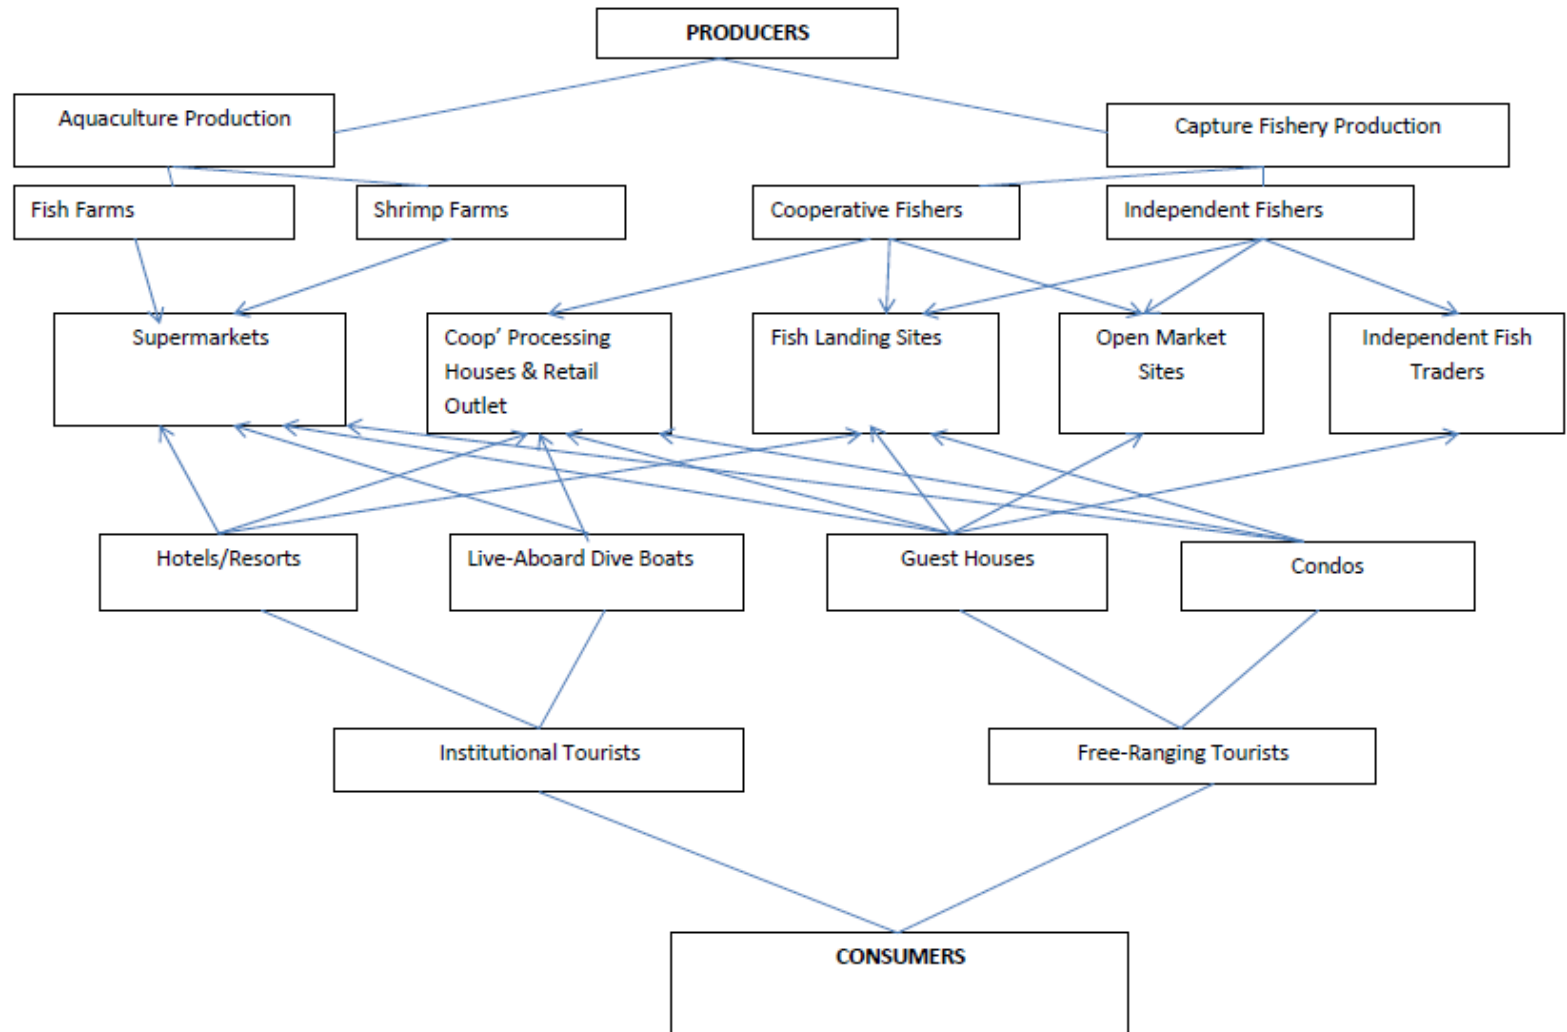 PRODUCERS
Aquaculture Production
Capture Fishery Production
Fish Farms
Shrimp Farms
Cooperative Fishers
Independent Fishers
Supermarkets
Coop’ Processing
Houses & Retail
Outlet
Fish Landing Sites
Open Market
Sites
Independent Fish
Traders
Hotels/Resorts
Live-Aboard Dive Boats
Guest Houses
Condos
Institutional Tourists
Free-Ranging Tourists
CONSUMERS